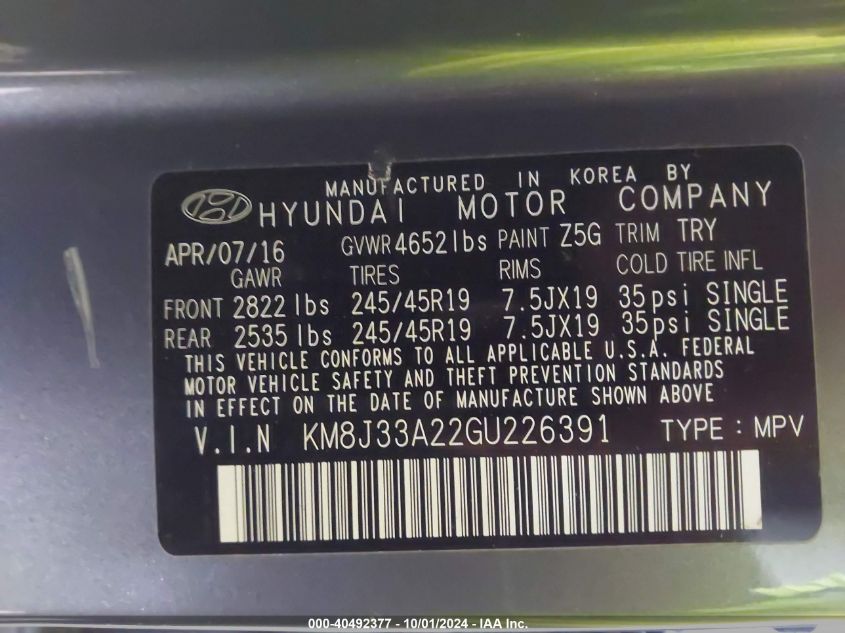 MANUFACTURED IN KOREA BY
HYUNDAI MOTOR COMPANY
APR/07/16 GVWR 4652lbs PAINT Z5G TRIM TRY
GAWR TIRES RIMS COLD TIRE INFL
FRONT 2822 lbs 245/45R19 7.5JX19 35psi SINGLE
REAR 2535 lbs 245/45R19 7.5JX19 35psi SINGLE
THIS VEHICLE CONFORMS TO ALL APPLICABLE U.S.A. FEDERAL
MOTOR VEHICLE SAFETY AND THEFT PREVENTION STANDARDS
IN EFFECT ON THE DATE OF MANUFACTURE SHOWN ABOVE
V.I.N KM8J33A22GU226391 TYPE : MPV
000-40492377 - 10/01/2024 - IAA Inc.